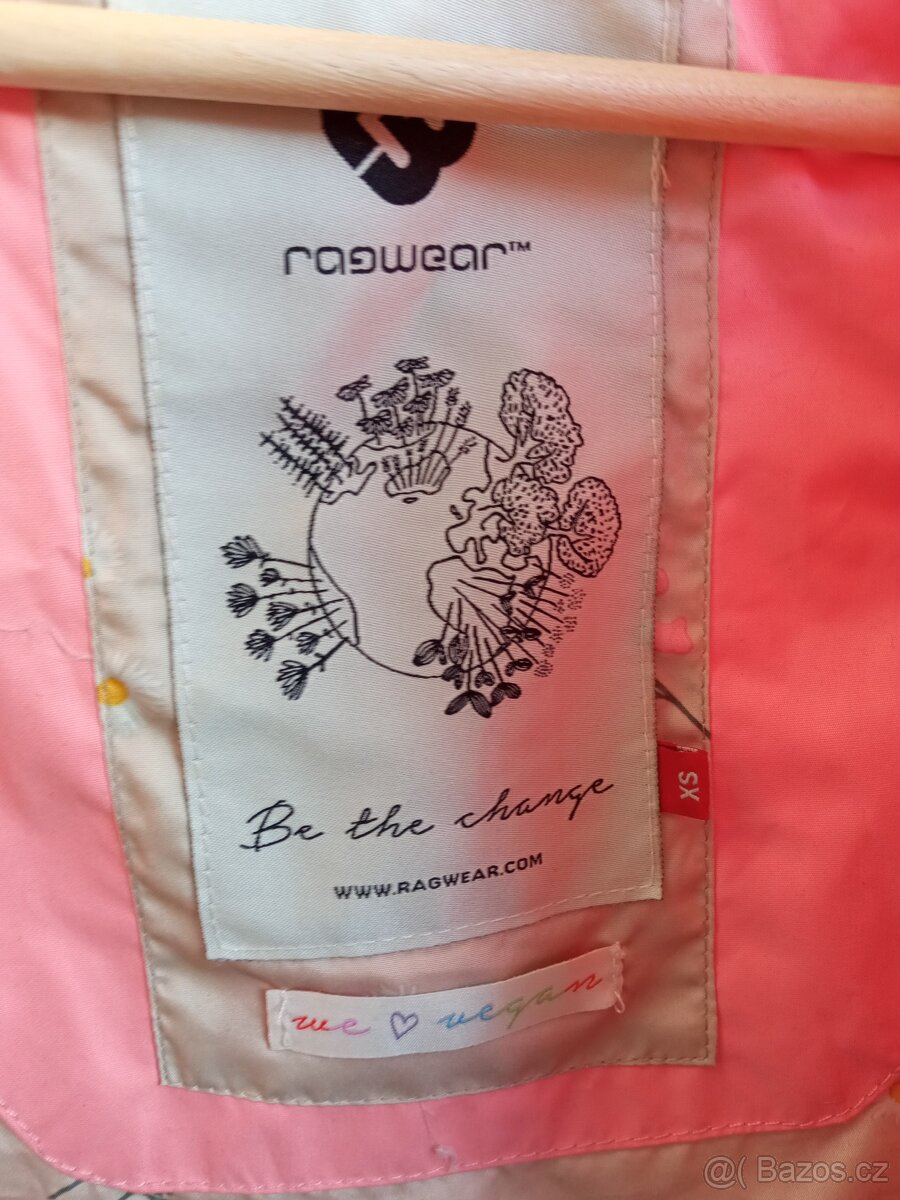 ragwear™
XS
Be the change
WWW.RAGWEAR.COM
we ♡ vegan
@( Bazos.cz